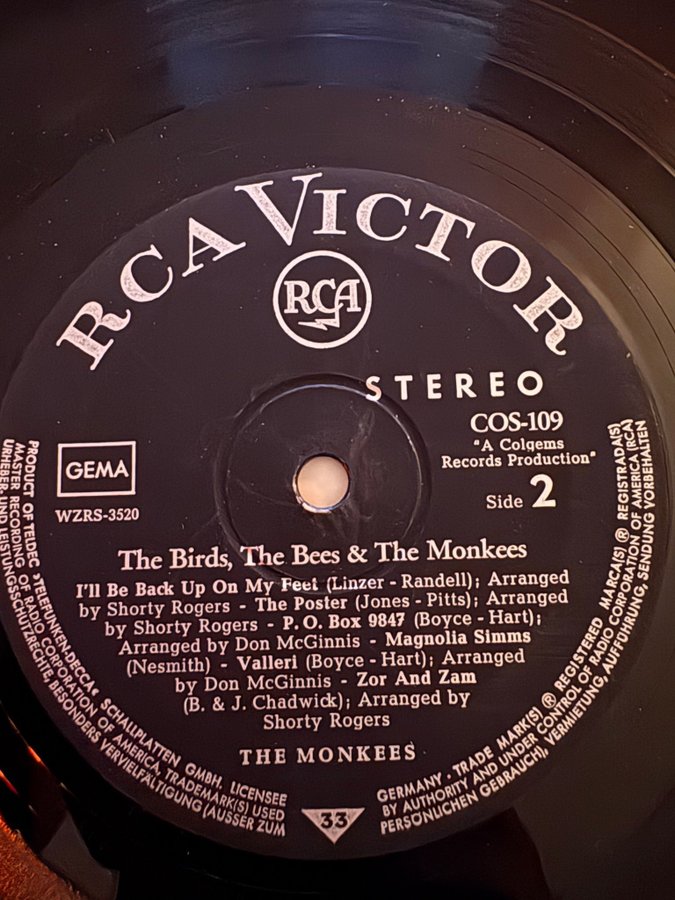 RCA VICTOR
RCA
STEREO
COS-109
"A Colgems
Records Production"
Side 2
GEMA
WZRS-3520
The Birds, The Bees & The Monkees
I'll Be Back Up On My Feet (Linzer - Randell); Arranged
by Shorty Rogers - The Poster (Jones - Pitts); Arranged
by Shorty Rogers - P. O. Box 9847 (Boyce - Hart);
Arranged by Don McGinnis - Magnolia Simms
(Nesmith) - Valleri (Boyce - Hart); Arranged
by Don McGinnis - Zor And Zam
(B. & J. Chadwick); Arranged by
Shorty Rogers
THE MONKEES
33
PRODUCT OF TELDEC »TELEFUNKEN-DECCA« SCHALLPLATTEN GMBH. LICENSEE
MASTER RECORDING OF RADIO CORPORATION OF AMERICA, TRADEMARK(S) USED
URHEBER- UND LEISTUNGSSCHUTZRECHTE, BESONDERS VERVIELFÄLTIGUNG (AUSSER ZUM
GERMANY · TRADE MARK(S) ® REGISTERED MARCA(S) ® REGISTRADA(S)
BY AUTHORITY AND UNDER CONTROL OF RADIO CORPORATION OF AMERICA (RCA)
PERSÖNLICHEN GEBRAUCH), VERMIETUNG, AUFFÜHRUNG, SENDUNG VORBEHALTEN